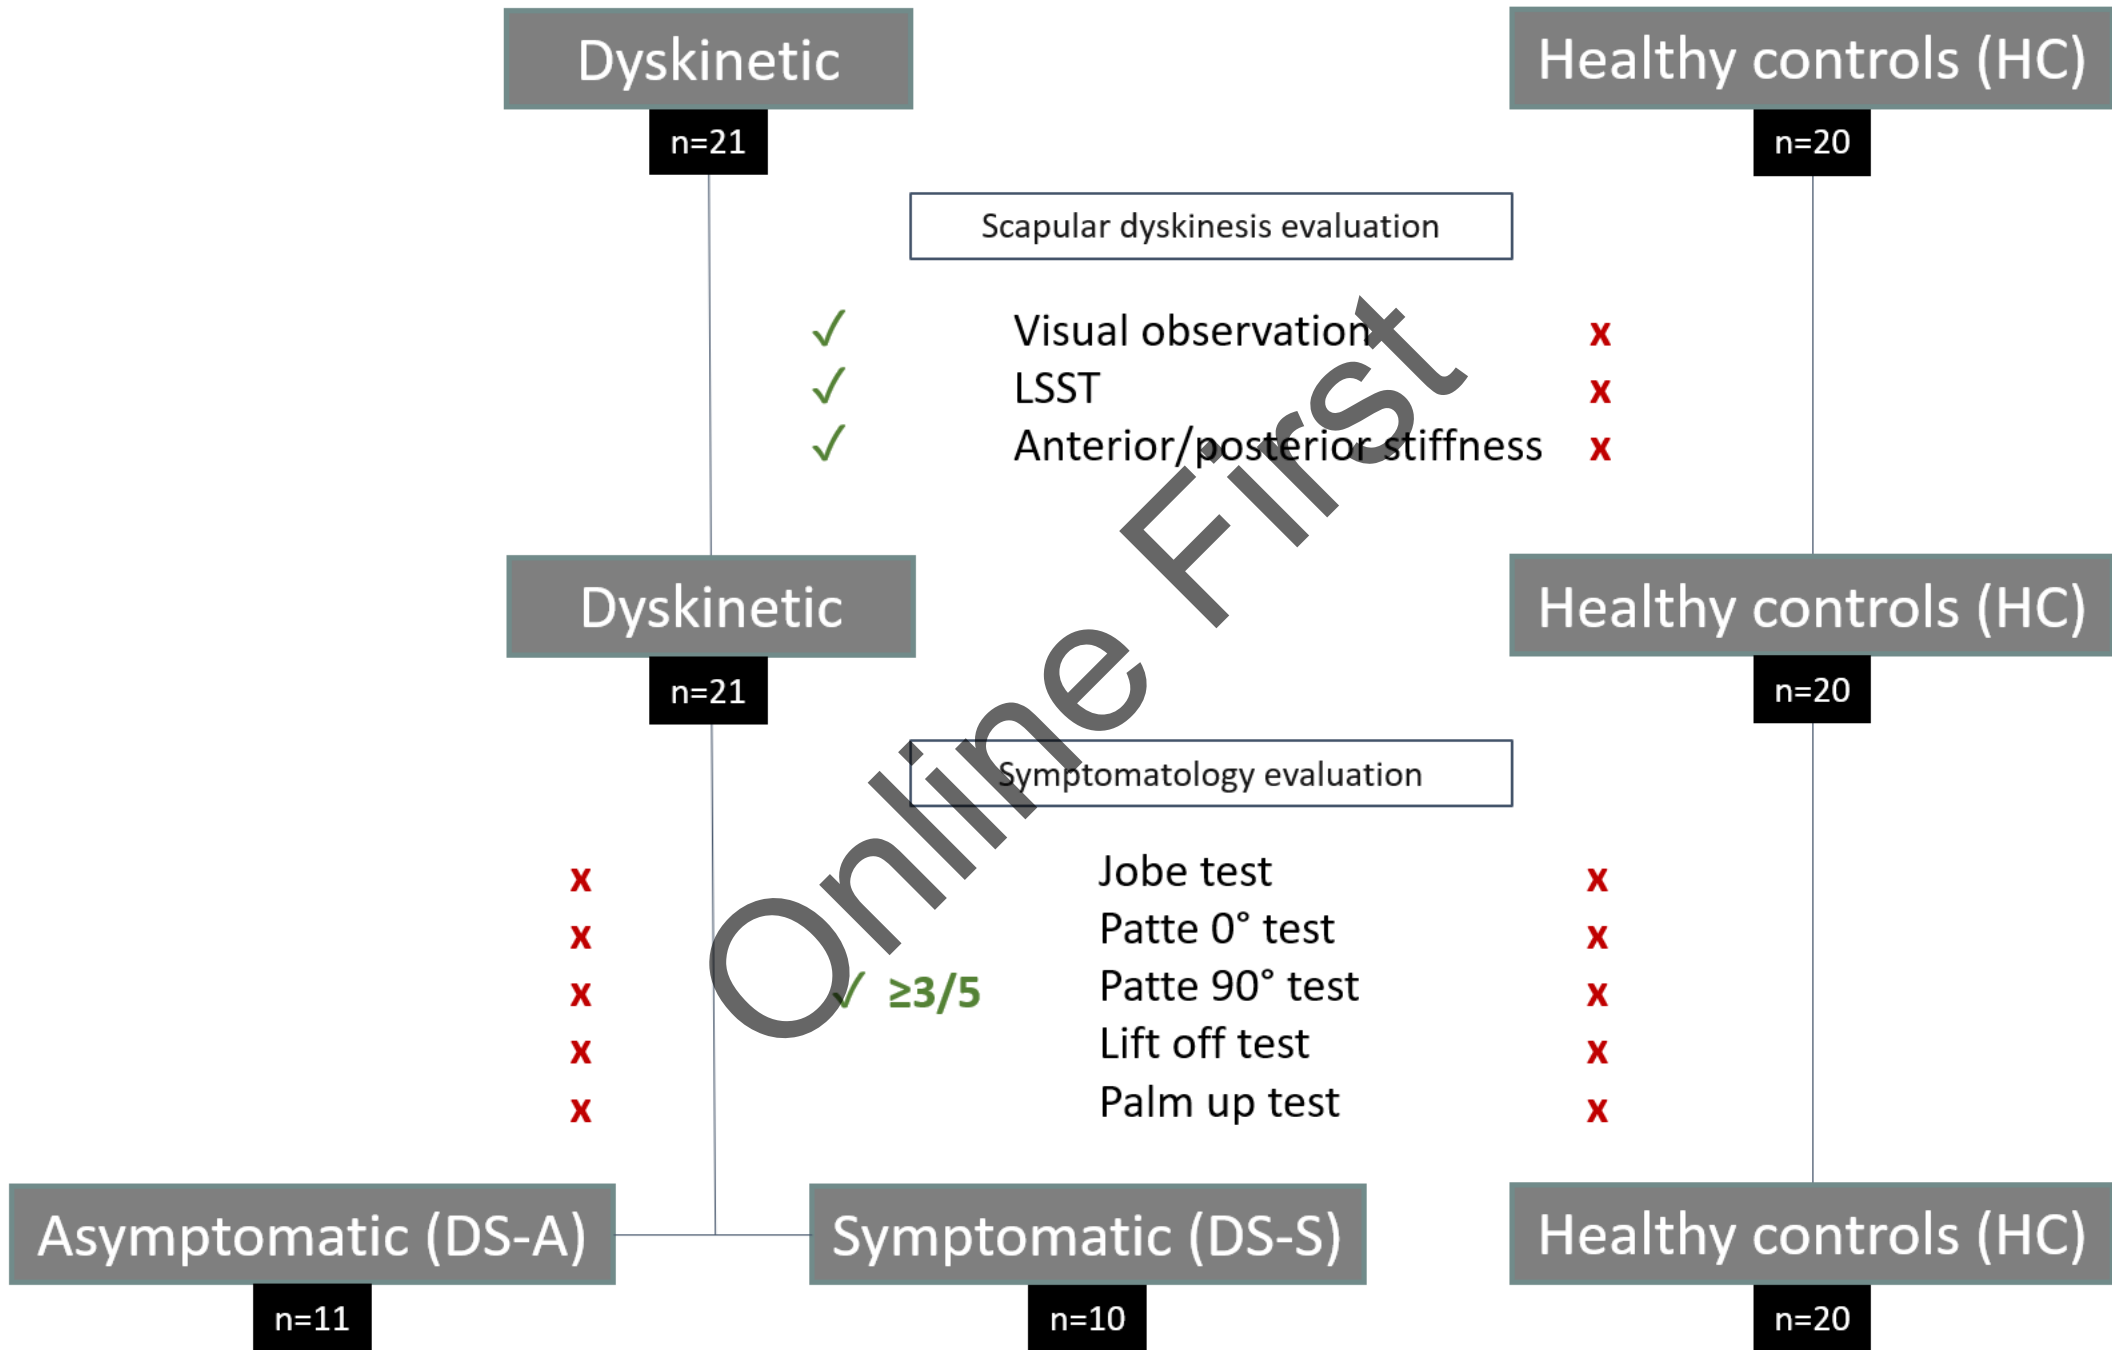 Dyskinetic
Healthy controls (HC)
n=21
n=20
Scapular dyskinesis evaluation
✓ Visual observation x
✓ LSST x
✓ Anterior/posterior stiffness x
Dyskinetic
Healthy controls (HC)
n=21
n=20
Symptomatology evaluation
x Jobe test x
x Patte 0° test x
x ✓ ≥3/5 Patte 90° test x
x Lift off test x
x Palm up test x
Asymptomatic (DS-A)
Symptomatic (DS-S)
Healthy controls (HC)
n=11
n=10
n=20
Online First